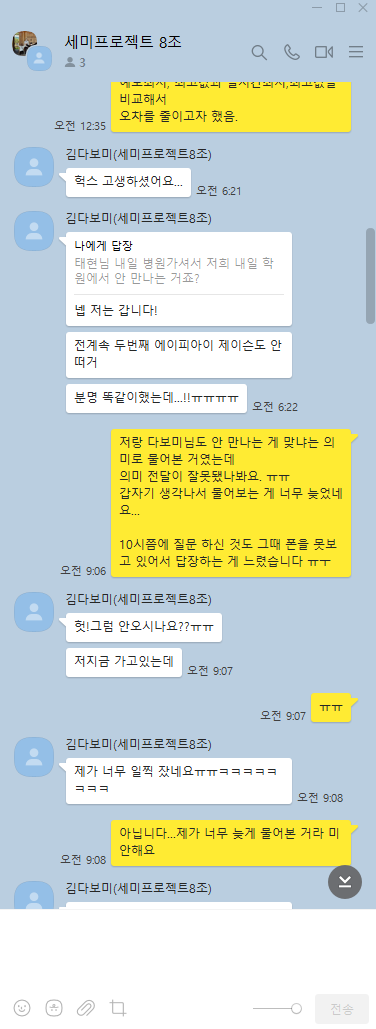 세미프로젝트 8조
3
비교해서
오차를 줄이고자 했음.
오전 12:35
김다보미(세미프로젝트8조)
헉스 고생하셨어요...
오전 6:21
김다보미(세미프로젝트8조)
나에게 답장
태현님 내일 병원가셔서 저희 내일 학
원에서 안 만나는 거죠?
넵 저는 갑니다!
전계속 두번째 에이피아이 제이슨도 안
떠거
분명 똑같이했는데...!!ㅠㅠㅠㅠ
오전 6:22
저랑 다보미님도 안 만나는 게 맞냐는 의
미로 물어본 거였는데
의미 전달이 잘못됐나봐요. ㅠㅠ
갑자기 생각나서 물어보는 게 너무 늦었네
요...
10시쯤에 질문 하신 것도 그때 폰을 못보
고 있어서 답장하는 게 느렸습니다 ㅠㅜ
오전 9:06
김다보미(세미프로젝트8조)
헛!그럼 안오시나요??ㅠㅠ
저지금 가고있는데
오전 9:07
ㅠㅠ
오전 9:07
김다보미(세미프로젝트8조)
제가 너무 일찍 잤네요ㅠㅠㅋㅋㅋㅋㅋ
ㅋㅋㅋ
오전 9:08
아닙니다...제가 너무 늦게 물어본 거라 미
안해요
오전 9:08
김다보미(세미프로젝트8조)
전송